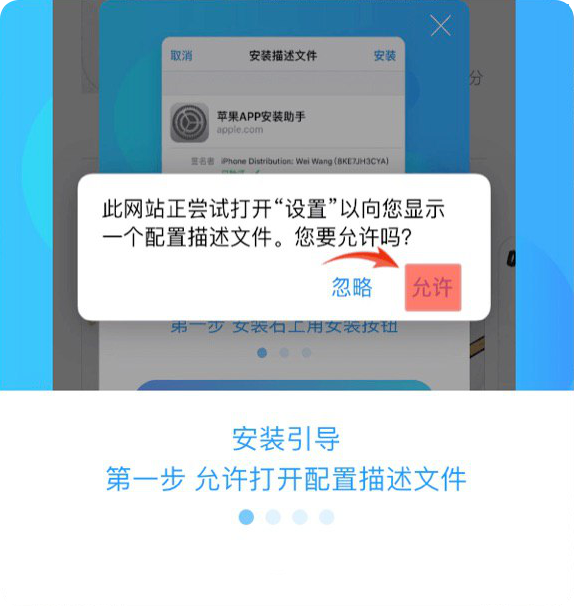 取消 安装描述文件 安装
分
苹果APP安装助手
apple.com
签名者 iPhone Distribution: Wei Wang (8KE7JH3CYA)
此网站正尝试打开“设置”以向您显示
一个配置描述文件。您要允许吗？
忽略 允许
第一步 安装右上角安装按钮
安装引导
第一步 允许打开配置描述文件